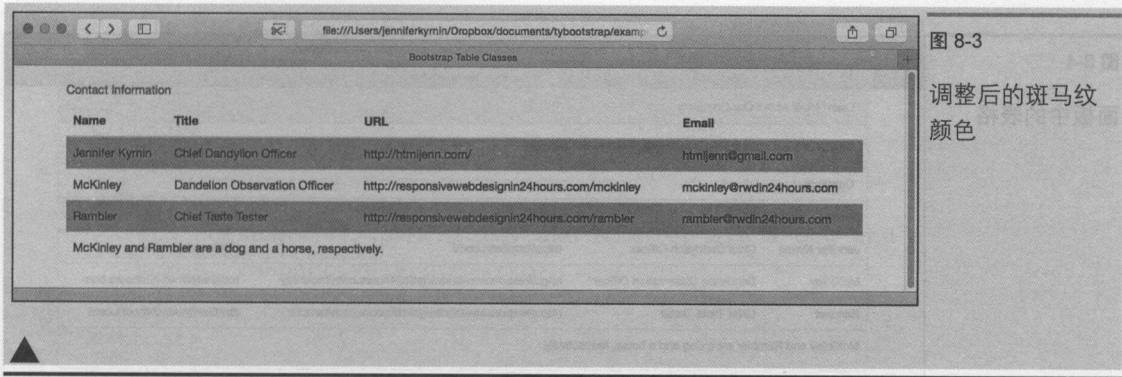 file:///Users/jenniferkyrnin/Dropbox/documents/tybootstrap/examp
Bootstrap Table Classes
Contact Information
Name Title URL Email
Jennifer Kyrnin Chief Dandylion Officer http://htmljenn.com/ htmljenn@gmail.com
McKinley Dandelion Observation Officer http://responsivewebdesignin24hours.com/mckinley mckinley@rwdin24hours.com
Rambler Chief Taste Tester http://responsivewebdesignin24hours.com/rambler rambler@rwdin24hours.com
McKinley and Rambler are a dog and a horse, respectively.
图 8-3
调整后的斑马纹
颜色